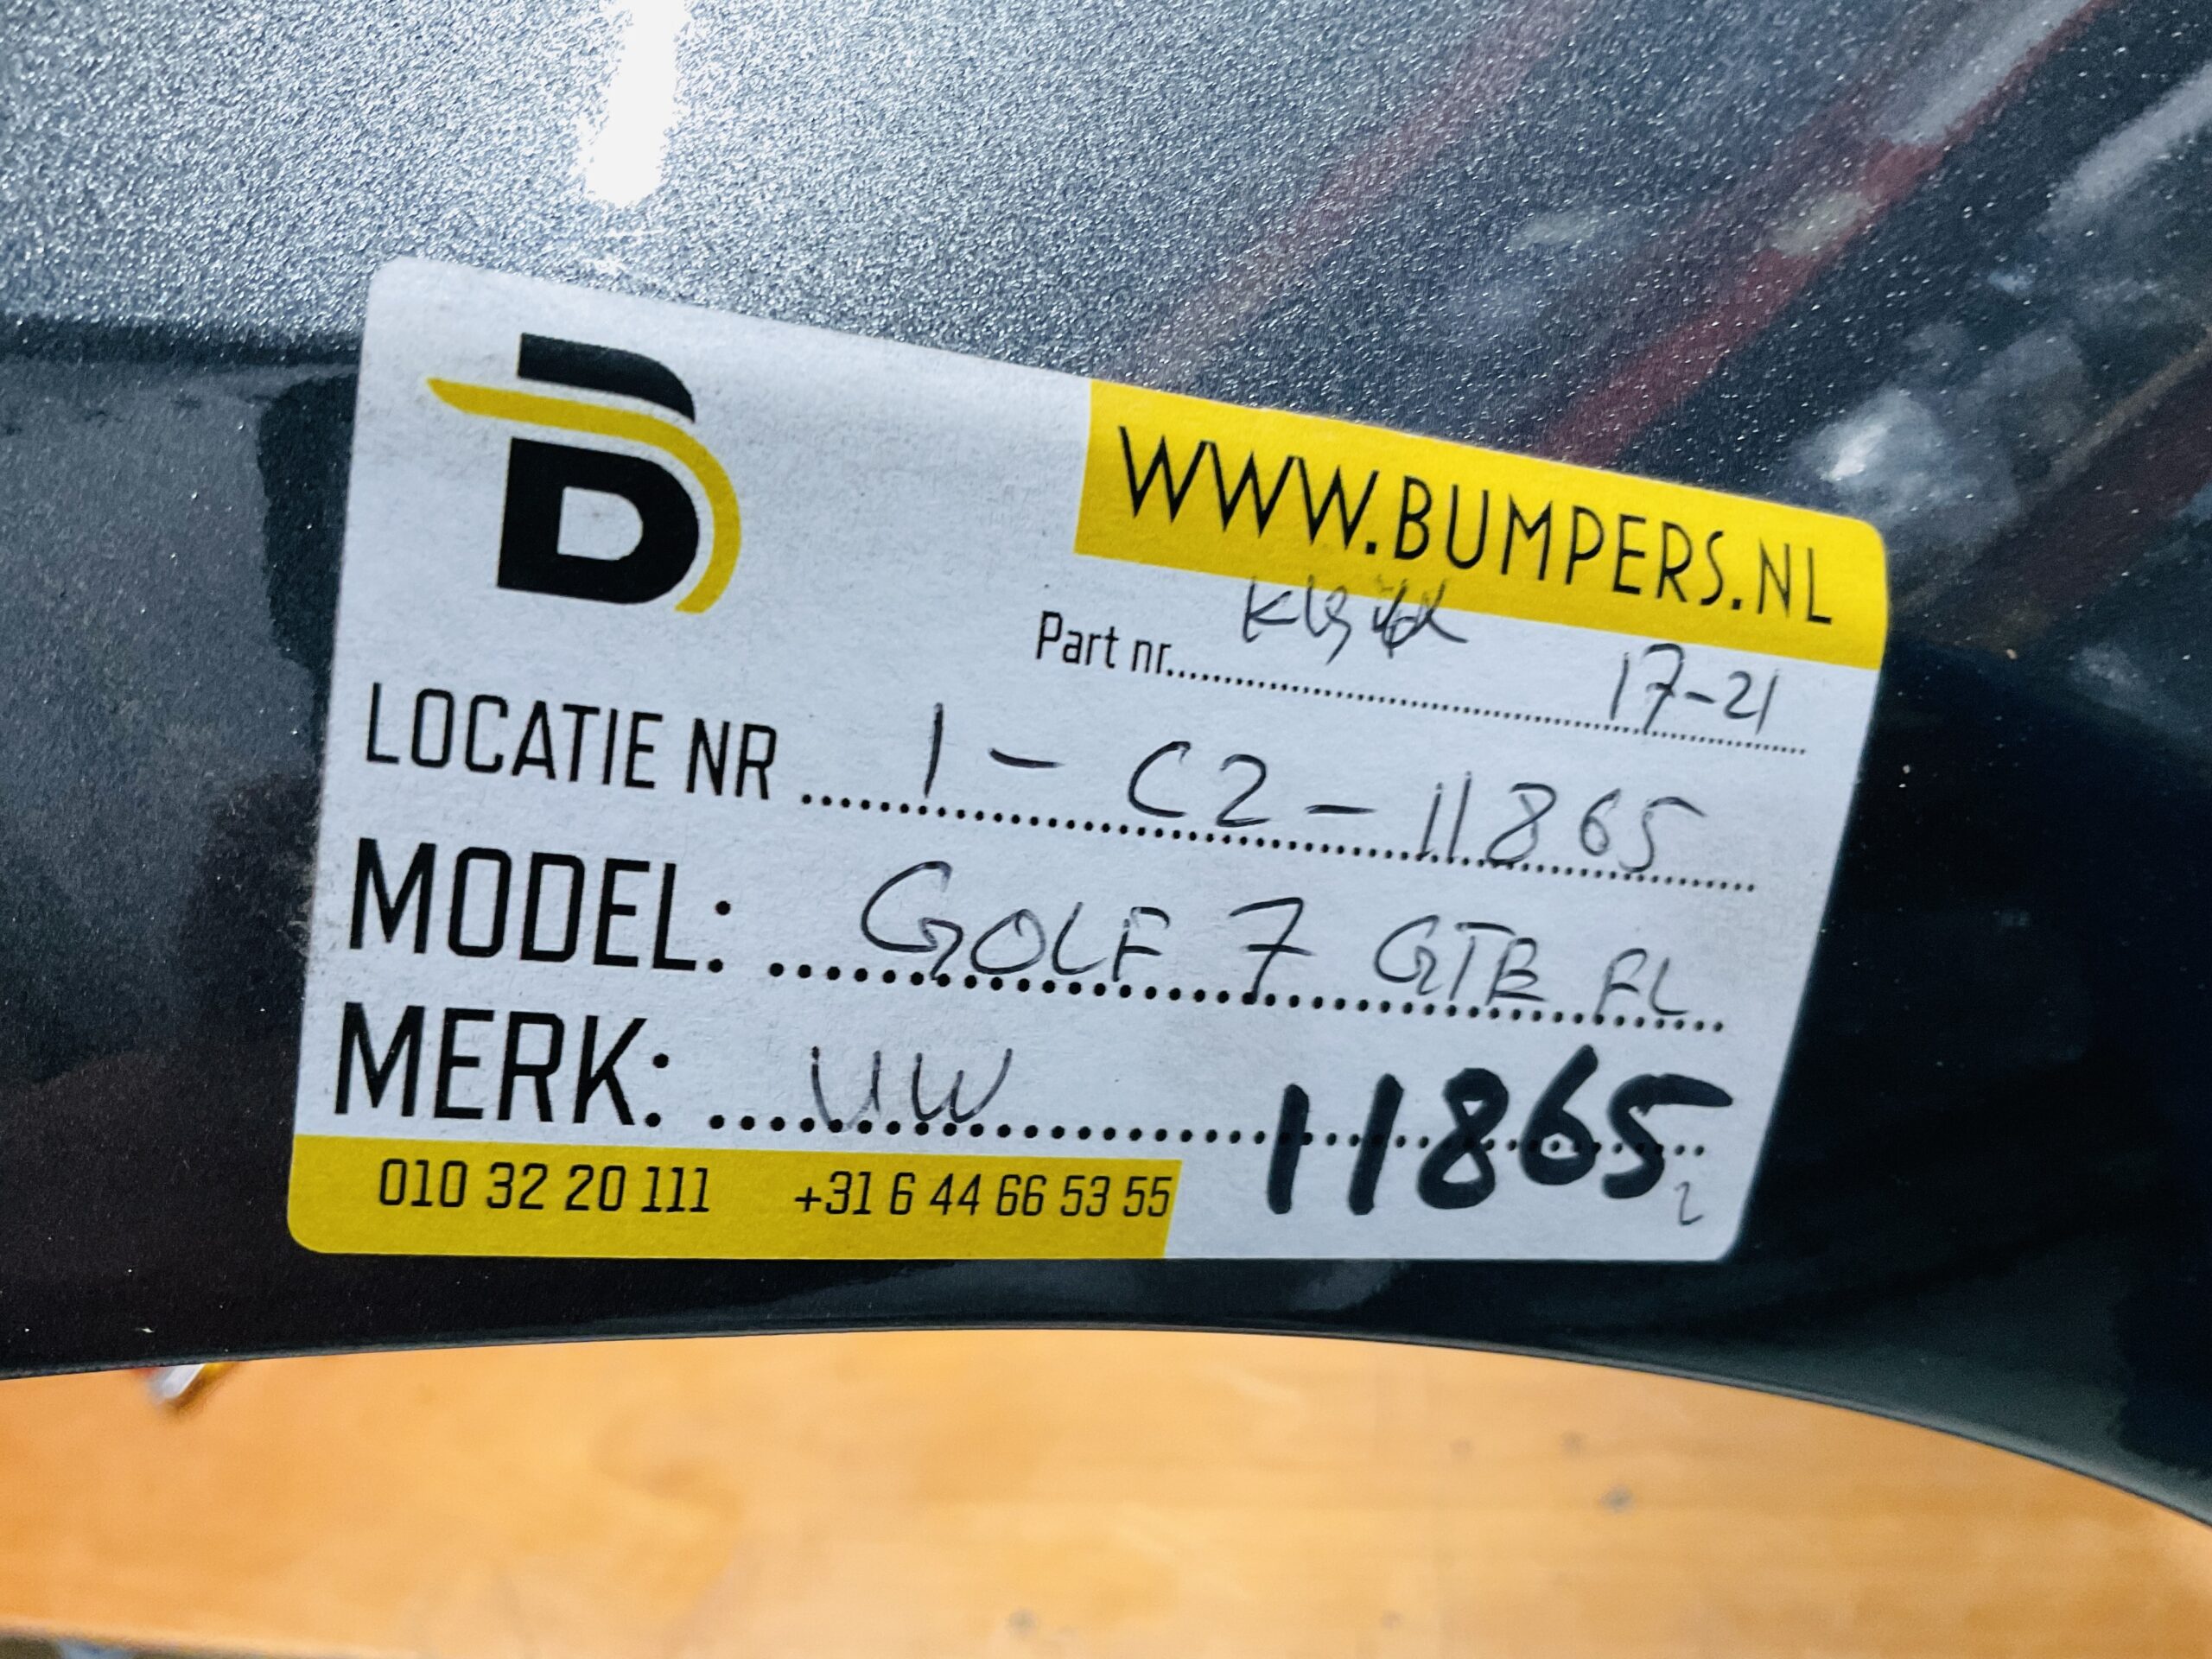 WWW.BUMPERS.NL
Part nr. 17-21
LOCATIE NR 1 - C2 - 11865
MODEL: GOLF 7 GTE FL
MERK: VW 11865
010 32 20 111 +31 6 44 66 53 55